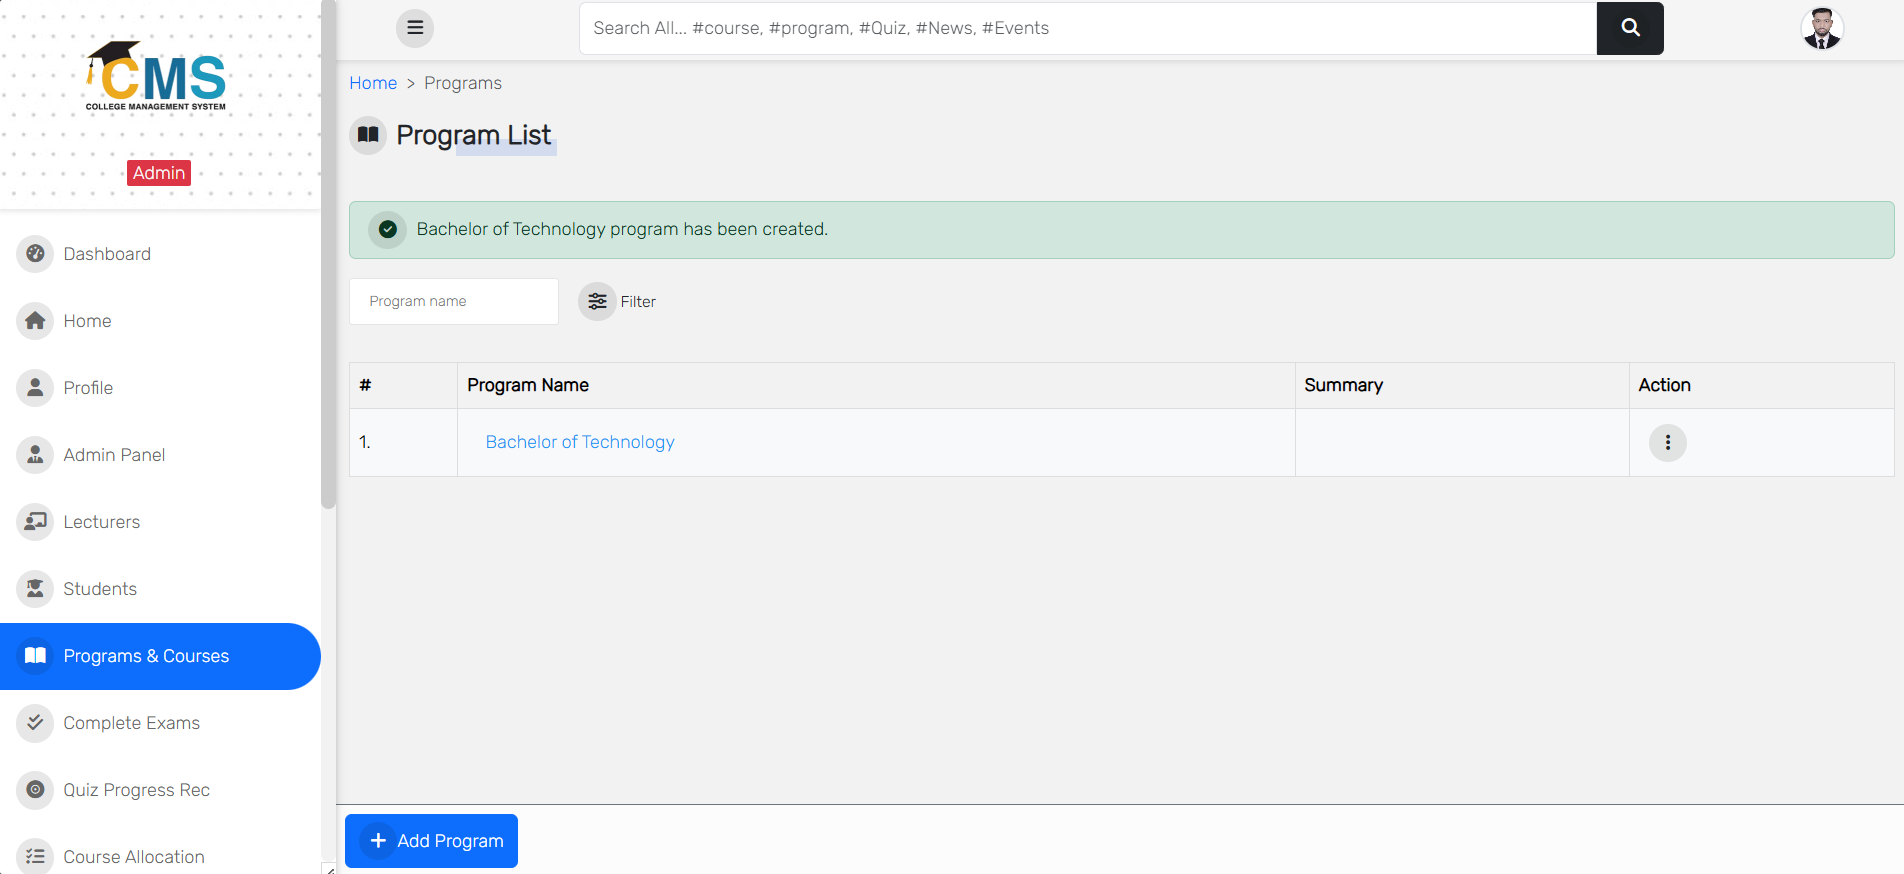 CMS
COLLEGE MANAGEMENT SYSTEM
Admin
Dashboard
Home
Profile
Admin Panel
Lecturers
Students
Programs & Courses
Complete Exams
Quiz Progress Rec
Course Allocation
Search All... #course, #program, #Quiz, #News, #Events
Home > Programs
Program List
Bachelor of Technology program has been created.
Program name
Filter
# Program Name Summary Action
1. Bachelor of Technology
Add Program